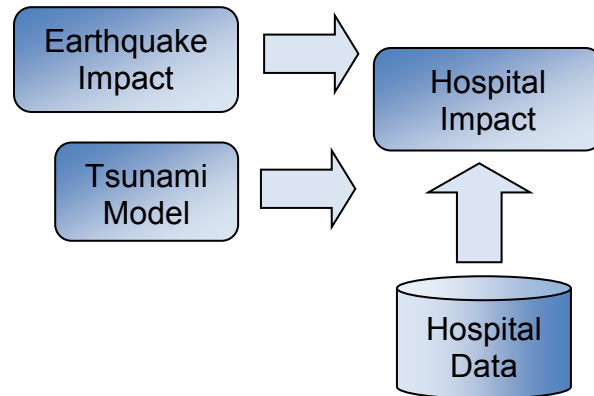 Earthquake
Impact
Hospital
Impact
Tsunami
Model
Hospital
Data